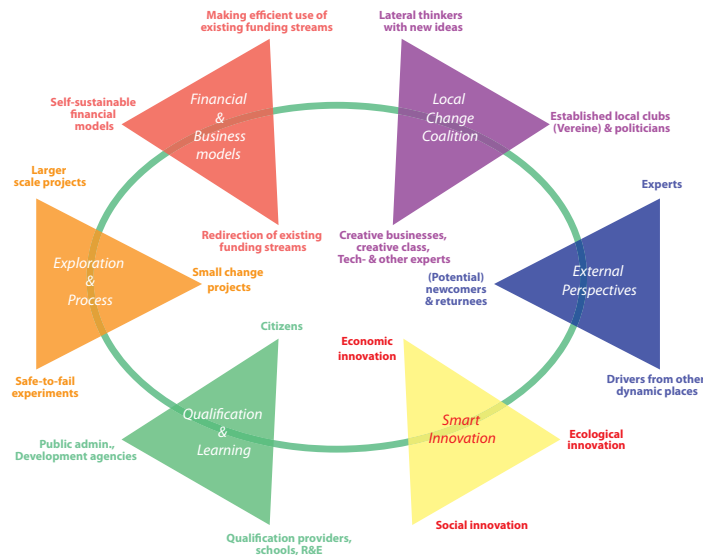 Making efficient use of
existing funding streams
Lateral thinkers
with new ideas
Self-sustainable
financial
models
Financial
&
Business
models
Local
Change
Coalition
Established local clubs
(Vereine) & politicians
Larger
scale projects
Experts
Redirection of existing
funding streams
Creative businesses,
creative class,
Tech- & other experts
Exploration
&
Process
Small change
projects
(Potential)
newcomers
& returnees
External
Perspectives
Citizens
Economic
innovation
Safe-to-fail
experiments
Drivers from other
dynamic places
Public admin.,
Development agencies
Qualification
&
Learning
Smart
Innovation
Ecological
innovation
Qualification providers,
schools, R&E
Social innovation